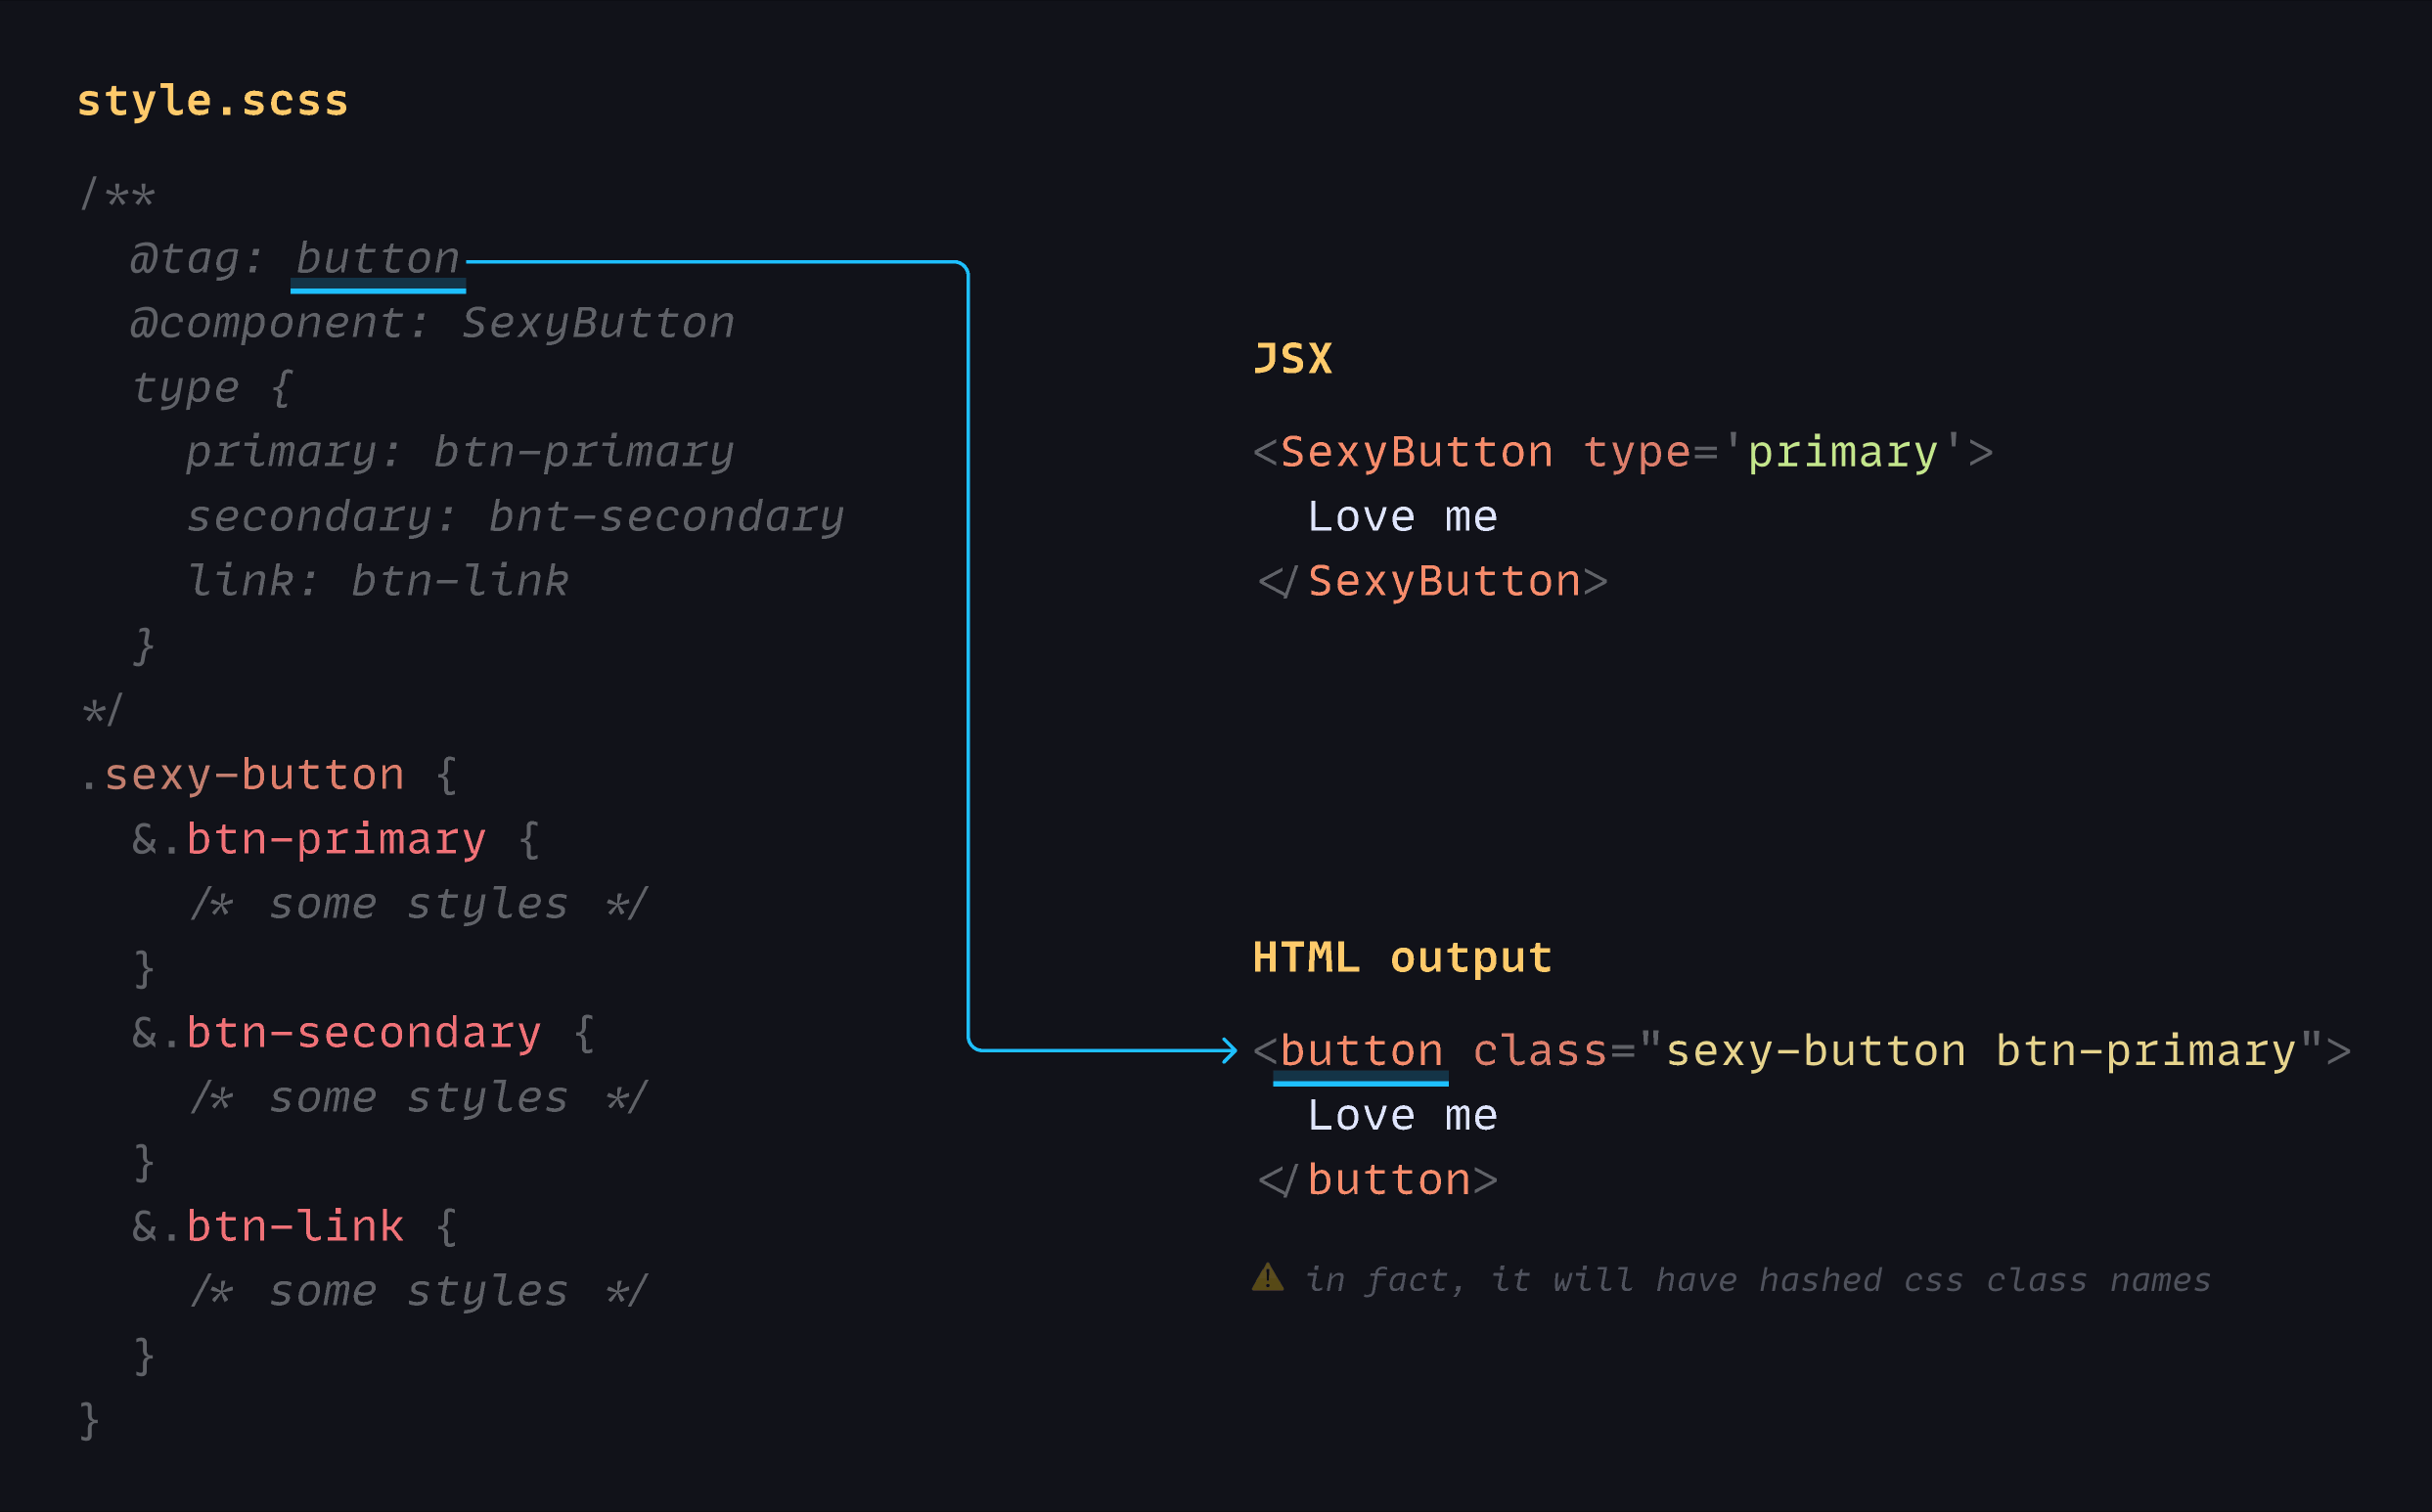 style.scss
/**
@tag: button
@component: SexyButton
type {
primary: btn-primary
secondary: bnt-secondary
link: btn-link
}
*/
.sexy-button {
&.btn-primary {
/* some styles */
}
&.btn-secondary {
/* some styles */
}
&.btn-link {
/* some styles */
}
}
JSX
<SexyButton type='primary'>
Love me
</SexyButton>
HTML output
<button class="sexy-button btn-primary">
Love me
</button>
⚠ in fact, it will have hashed css class names